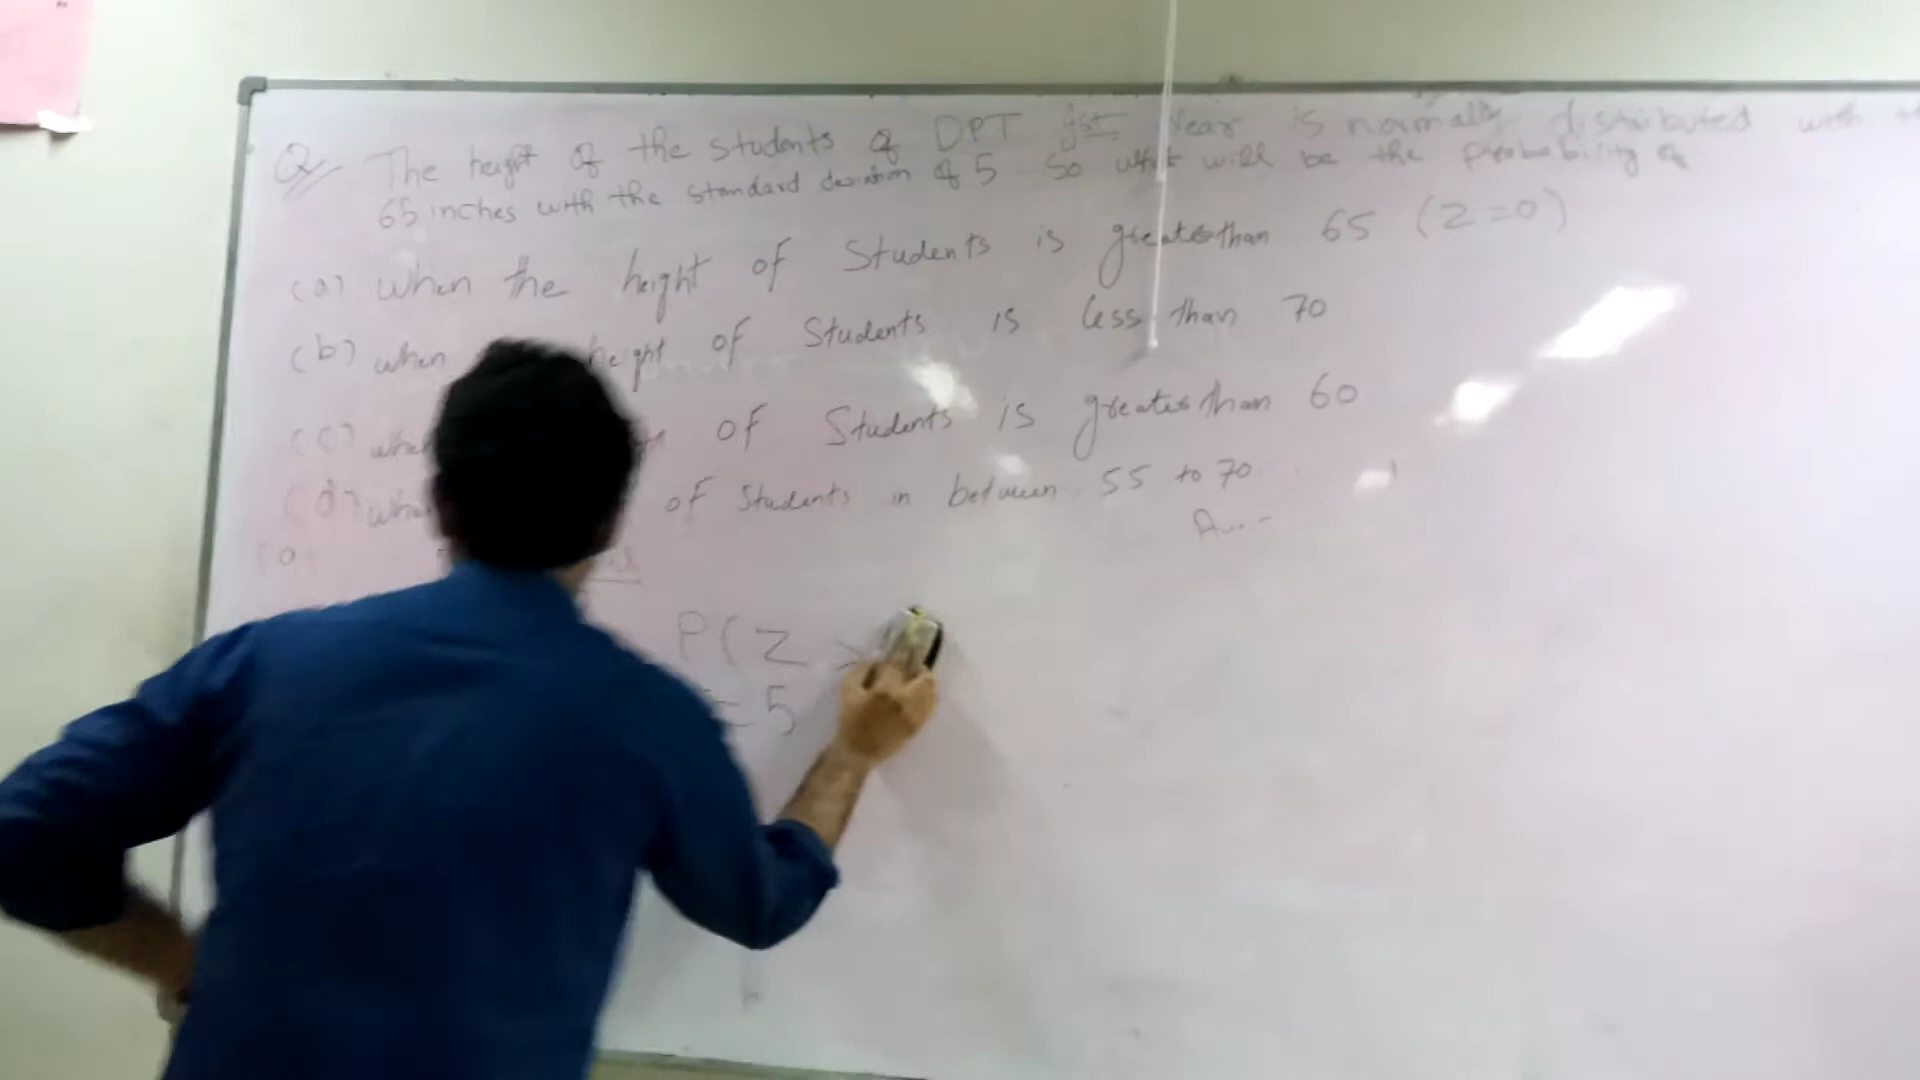 Q The height of the students of DPT 1st Year is normally distributed with
65 inches with the standard deviation of 5 So what will be the probability of
(a) when the height of Students is greater than 65 (Z=0)
(b) when height of Students is less than 70
(c) when of Students is greater than 60
(d) when of Students in between 55 to 70
(a)
P(Z >
= 5